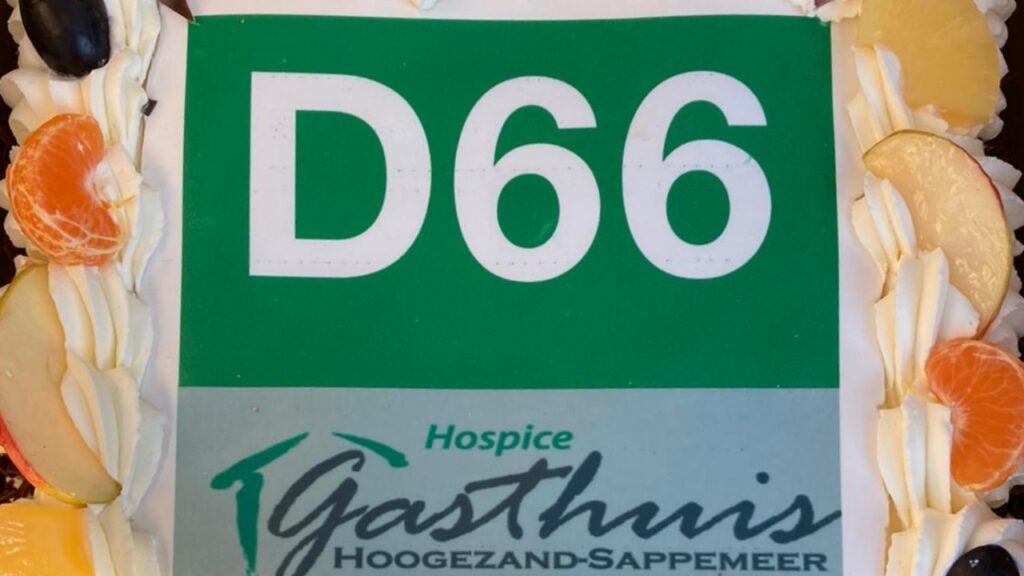 D66
Hospice
Gasthuis
HOOGEZAND-SAPPEMEER